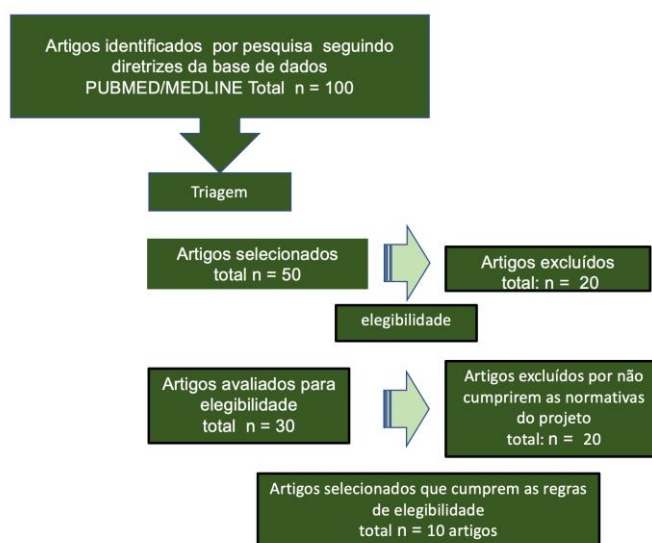 Artigos identificados por pesquisa seguindo
diretrizes da base de dados
PUBMED/MEDLINE Total n = 100
Triagem
Artigos selecionados
total n = 50
Artigos excluídos
total: n = 20
elegibilidade
Artigos avaliados para
elegibilidade
total n = 30
Artigos excluídos por não
cumprirem as normativas
do projeto
total: n = 20
Artigos selecionados que cumprem as regras
de elegibilidade
total n = 10 artigos